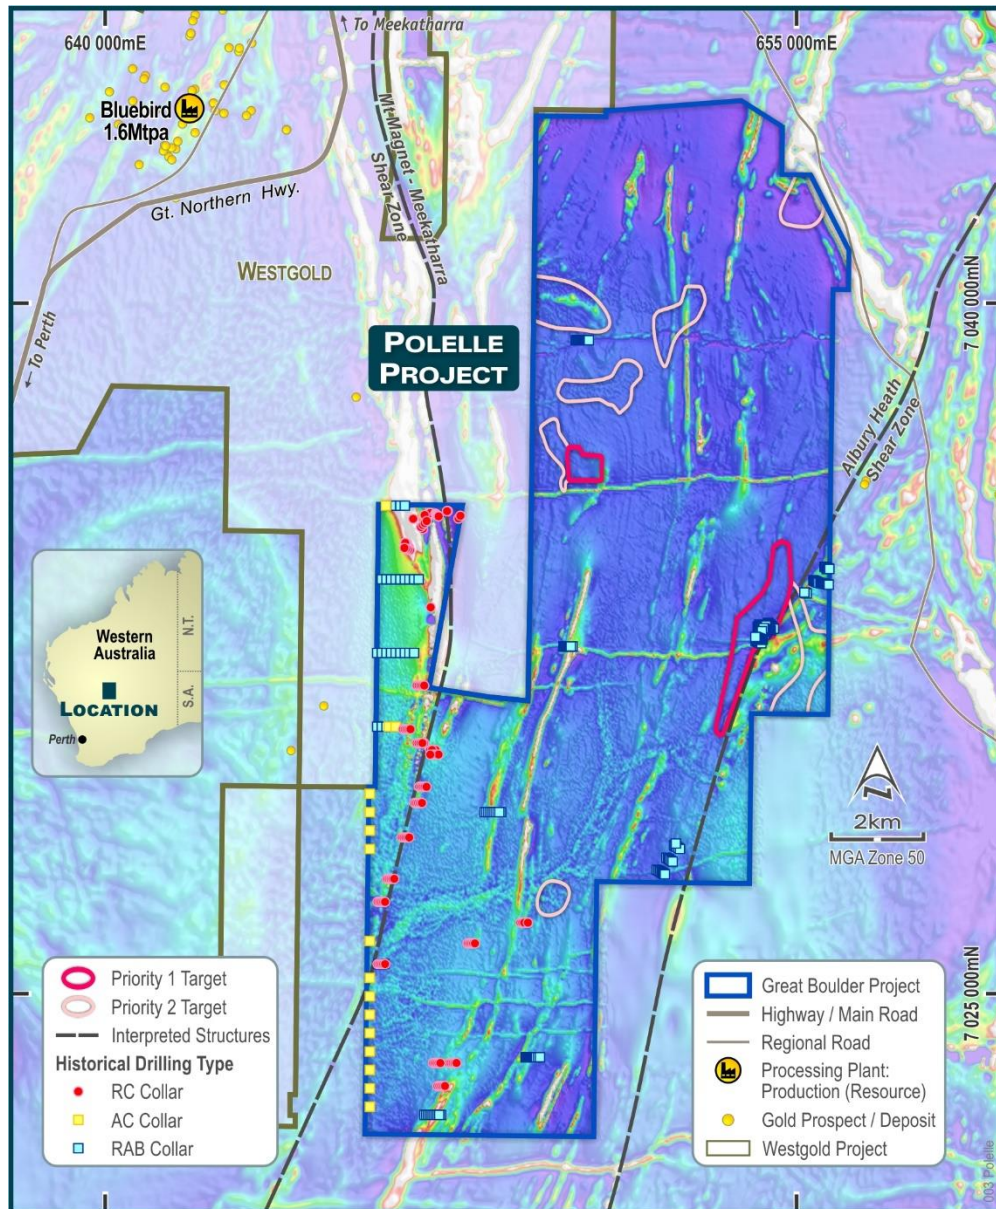 640 000mE
To Meekatharra
655 000mE
Bluebird
1.6Mtpa
Mt Magnet - Meekatharra
Shear Zone
Gt. Northern Hwy.
WESTGOLD
To Perth
7 040 000mN
POLELLE
PROJECT
Albury Heath
Shear Zone
Western
Australia
N.T.
S.A.
LOCATION
Perth
2km
MGA Zone 50
N
7 025 000mN
Priority 1 Target
Priority 2 Target
Interpreted Structures
Historical Drilling Type
RC Collar
AC Collar
RAB Collar
Great Boulder Project
Highway / Main Road
Regional Road
Processing Plant:
Production (Resource)
Gold Prospect / Deposit
Westgold Project
003 Polelle